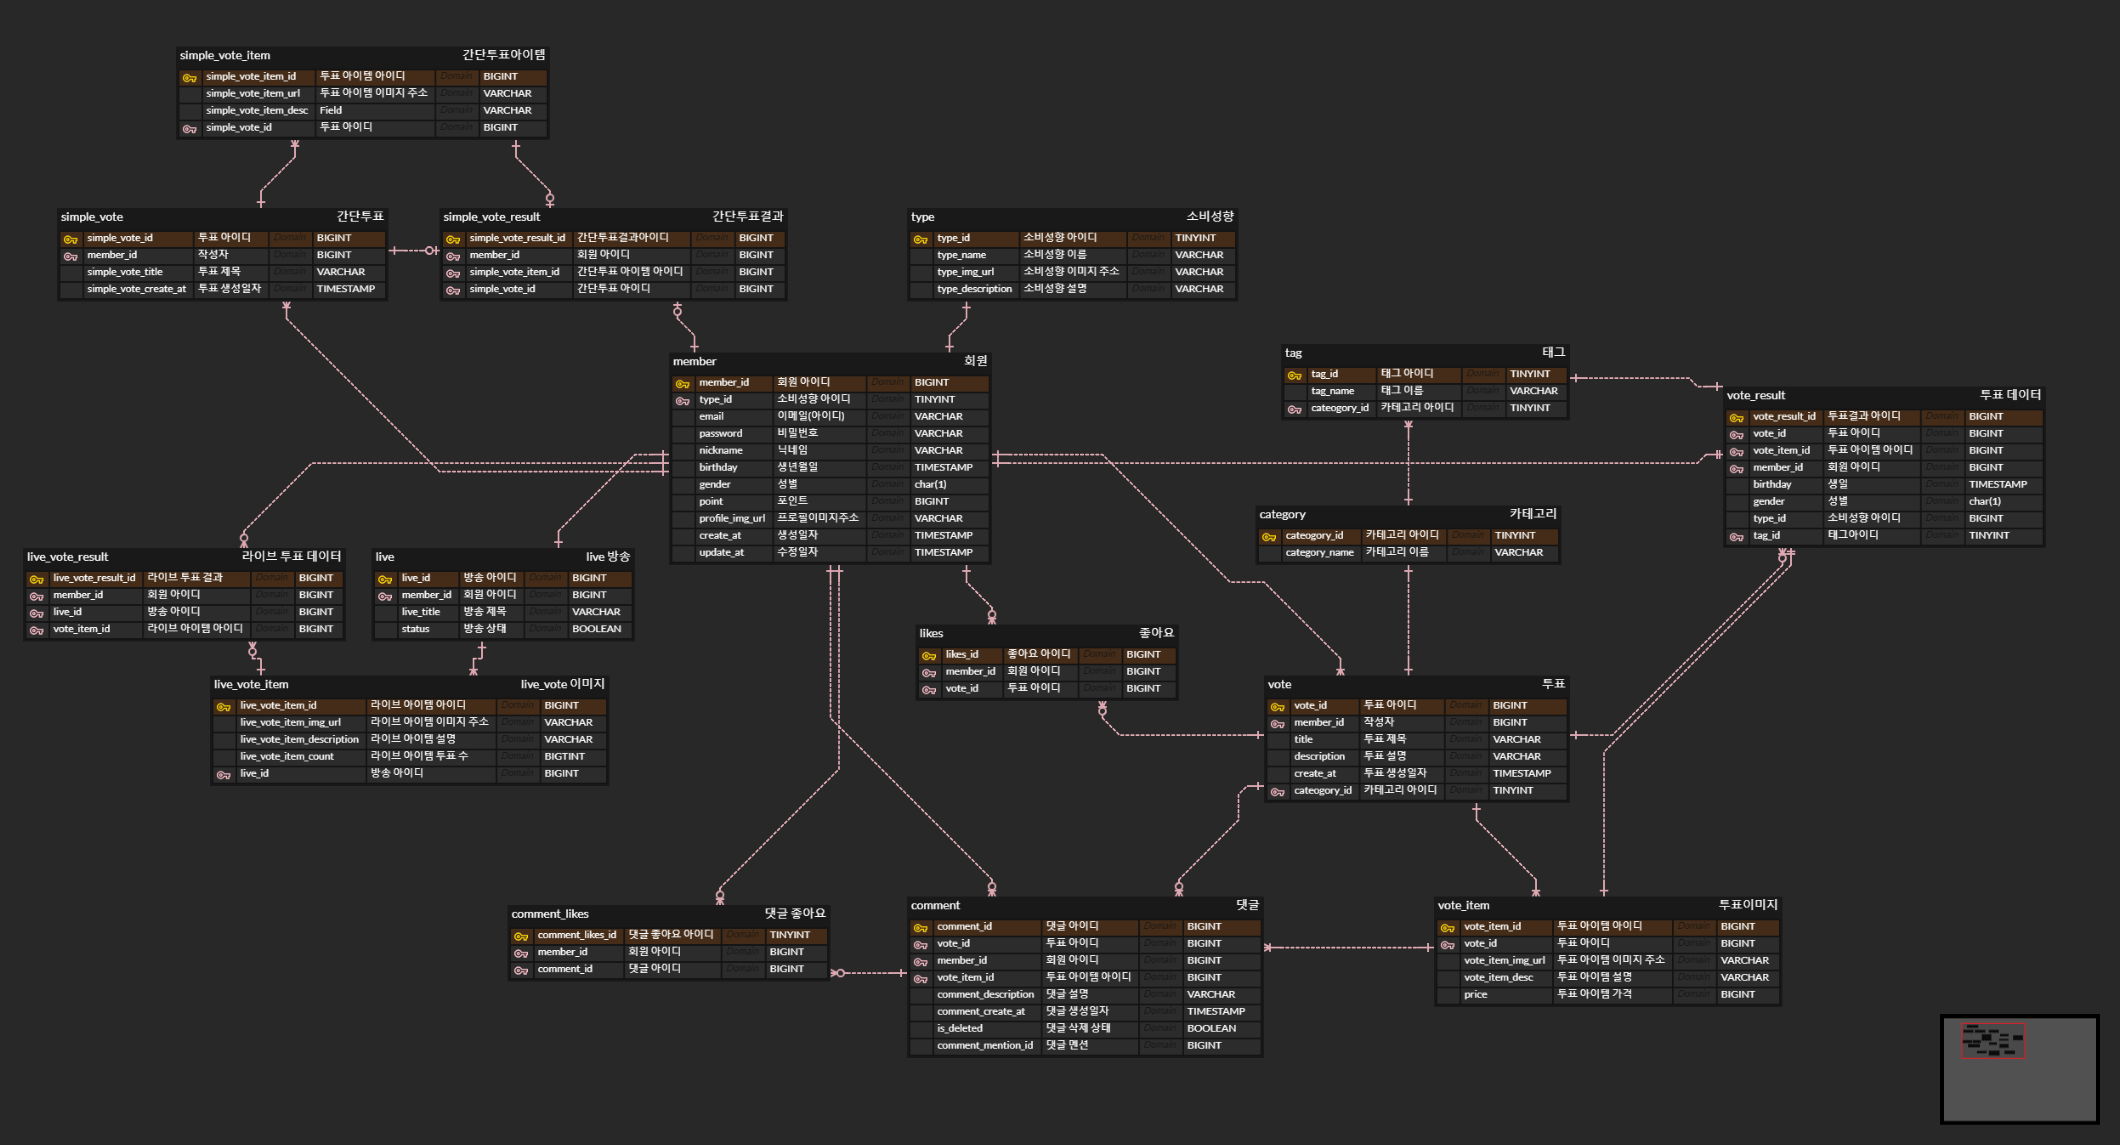 simple_vote_item 간단투표아이템
simple_vote_item_id 투표 아이템 아이디 Domain BIGINT
simple_vote_item_url 투표 아이템 이미지 주소 Domain VARCHAR
simple_vote_item_desc Field Domain VARCHAR
simple_vote_id 투표 아이디 Domain BIGINT
simple_vote 간단투표
simple_vote_id 투표 아이디 Domain BIGINT
member_id 작성자 Domain BIGINT
simple_vote_title 투표 제목 Domain VARCHAR
simple_vote_create_at 투표 생성일자 Domain TIMESTAMP
simple_vote_result 간단투표결과
simple_vote_result_id 간단투표결과아이디 Domain BIGINT
member_id 회원 아이디 Domain BIGINT
simple_vote_item_id 간단투표 아이템 아이디 Domain BIGINT
simple_vote_id 간단투표 아이디 Domain BIGINT
type 소비성향
type_id 소비성향 아이디 Domain TINYINT
type_name 소비성향 이름 Domain VARCHAR
type_img_url 소비성향 이미지 주소 Domain VARCHAR
type_description 소비성향 설명 Domain VARCHAR
member 회원
member_id 회원 아이디 Domain BIGINT
type_id 소비성향 아이디 Domain TINYINT
email 이메일(아이디) Domain VARCHAR
password 비밀번호 Domain VARCHAR
nickname 닉네임 Domain VARCHAR
birthday 생년월일 Domain TIMESTAMP
gender 성별 Domain char(1)
point 포인트 Domain BIGINT
profile_img_url 프로필이미지주소 Domain VARCHAR
create_at 생성일자 Domain TIMESTAMP
update_at 수정일자 Domain TIMESTAMP
tag 태그
tag_id 태그 아이디 Domain TINYINT
tag_name 태그 이름 Domain VARCHAR
cateogory_id 카테고리 아이디 Domain TINYINT
vote_result 투표 데이터
vote_result_id 투표결과 아이디 Domain BIGINT
vote_id 투표 아이디 Domain BIGINT
vote_item_id 투표 아이템 아이디 Domain BIGINT
member_id 회원 아이디 Domain BIGINT
birthday 생일 Domain TIMESTAMP
gender 성별 Domain char(1)
type_id 소비성향 아이디 Domain BIGINT
tag_id 태그아이디 Domain TINYINT
category 카테고리
cateogory_id 카테고리 아이디 Domain TINYINT
category_name 카테고리 이름 Domain VARCHAR
live_vote_result 라이브 투표 데이터
live_vote_result_id 라이브 투표 결과 Domain BIGINT
member_id 회원 아이디 Domain BIGINT
live_id 방송 아이디 Domain BIGINT
vote_item_id 라이브 아이템 아이디 Domain BIGINT
live live 방송
live_id 방송 아이디 Domain BIGINT
member_id 회원 아이디 Domain BIGINT
live_title 방송 제목 Domain VARCHAR
status 방송 상태 Domain BOOLEAN
likes 좋아요
likes_id 좋아요 아이디 Domain BIGINT
member_id 회원 아이디 Domain BIGINT
vote_id 투표 아이디 Domain BIGINT
live_vote_item live_vote 이미지
live_vote_item_id 라이브 아이템 아이디 Domain BIGINT
live_vote_item_img_url 라이브 아이템 이미지 주소 Domain VARCHAR
live_vote_item_description 라이브 아이템 설명 Domain VARCHAR
live_vote_item_count 라이브 아이템 투표 수 Domain BIGTINT
live_id 방송 아이디 Domain BIGINT
vote 투표
vote_id 투표 아이디 Domain BIGINT
member_id 작성자 Domain BIGINT
title 투표 제목 Domain VARCHAR
description 투표 설명 Domain VARCHAR
create_at 투표 생성일자 Domain TIMESTAMP
cateogory_id 카테고리 아이디 Domain TINYINT
comment_likes 댓글 좋아요
comment_likes_id 댓글 좋아요 아이디 Domain TINYINT
member_id 회원 아이디 Domain BIGINT
comment_id 댓글 아이디 Domain BIGINT
comment 댓글
comment_id 댓글 아이디 Domain BIGINT
vote_id 투표 아이디 Domain BIGINT
member_id 회원 아이디 Domain BIGINT
vote_item_id 투표 아이템 아이디 Domain BIGINT
comment_description 댓글 설명 Domain VARCHAR
comment_create_at 댓글 생성일자 Domain TIMESTAMP
is_deleted 댓글 삭제 상태 Domain BOOLEAN
comment_mention_id 댓글 멘션 Domain BIGINT
vote_item 투표이미지
vote_item_id 투표 아이템 아이디 Domain BIGINT
vote_id 투표 아이디 Domain BIGINT
vote_item_img_url 투표 아이템 이미지 주소 Domain VARCHAR
vote_item_desc 투표 아이템 설명 Domain VARCHAR
price 투표 아이템 가격 Domain BIGINT